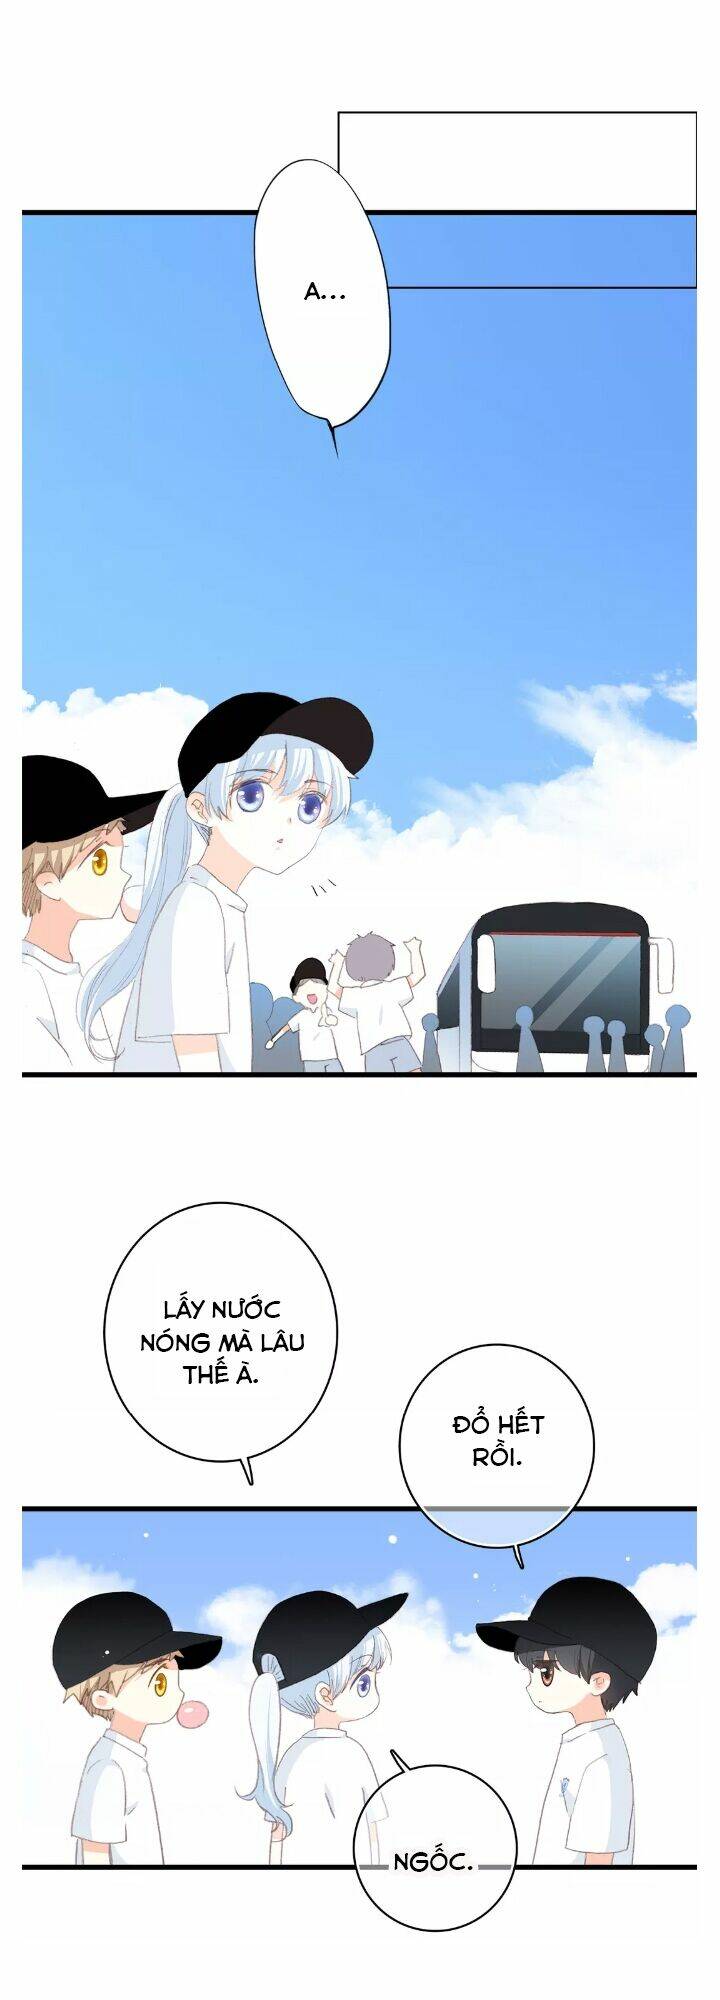 A...
LẤY NƯỚC
NÓNG MÀ LÂU
THẾ À.
ĐỔ HẾT
RỒI.
NGỐC.